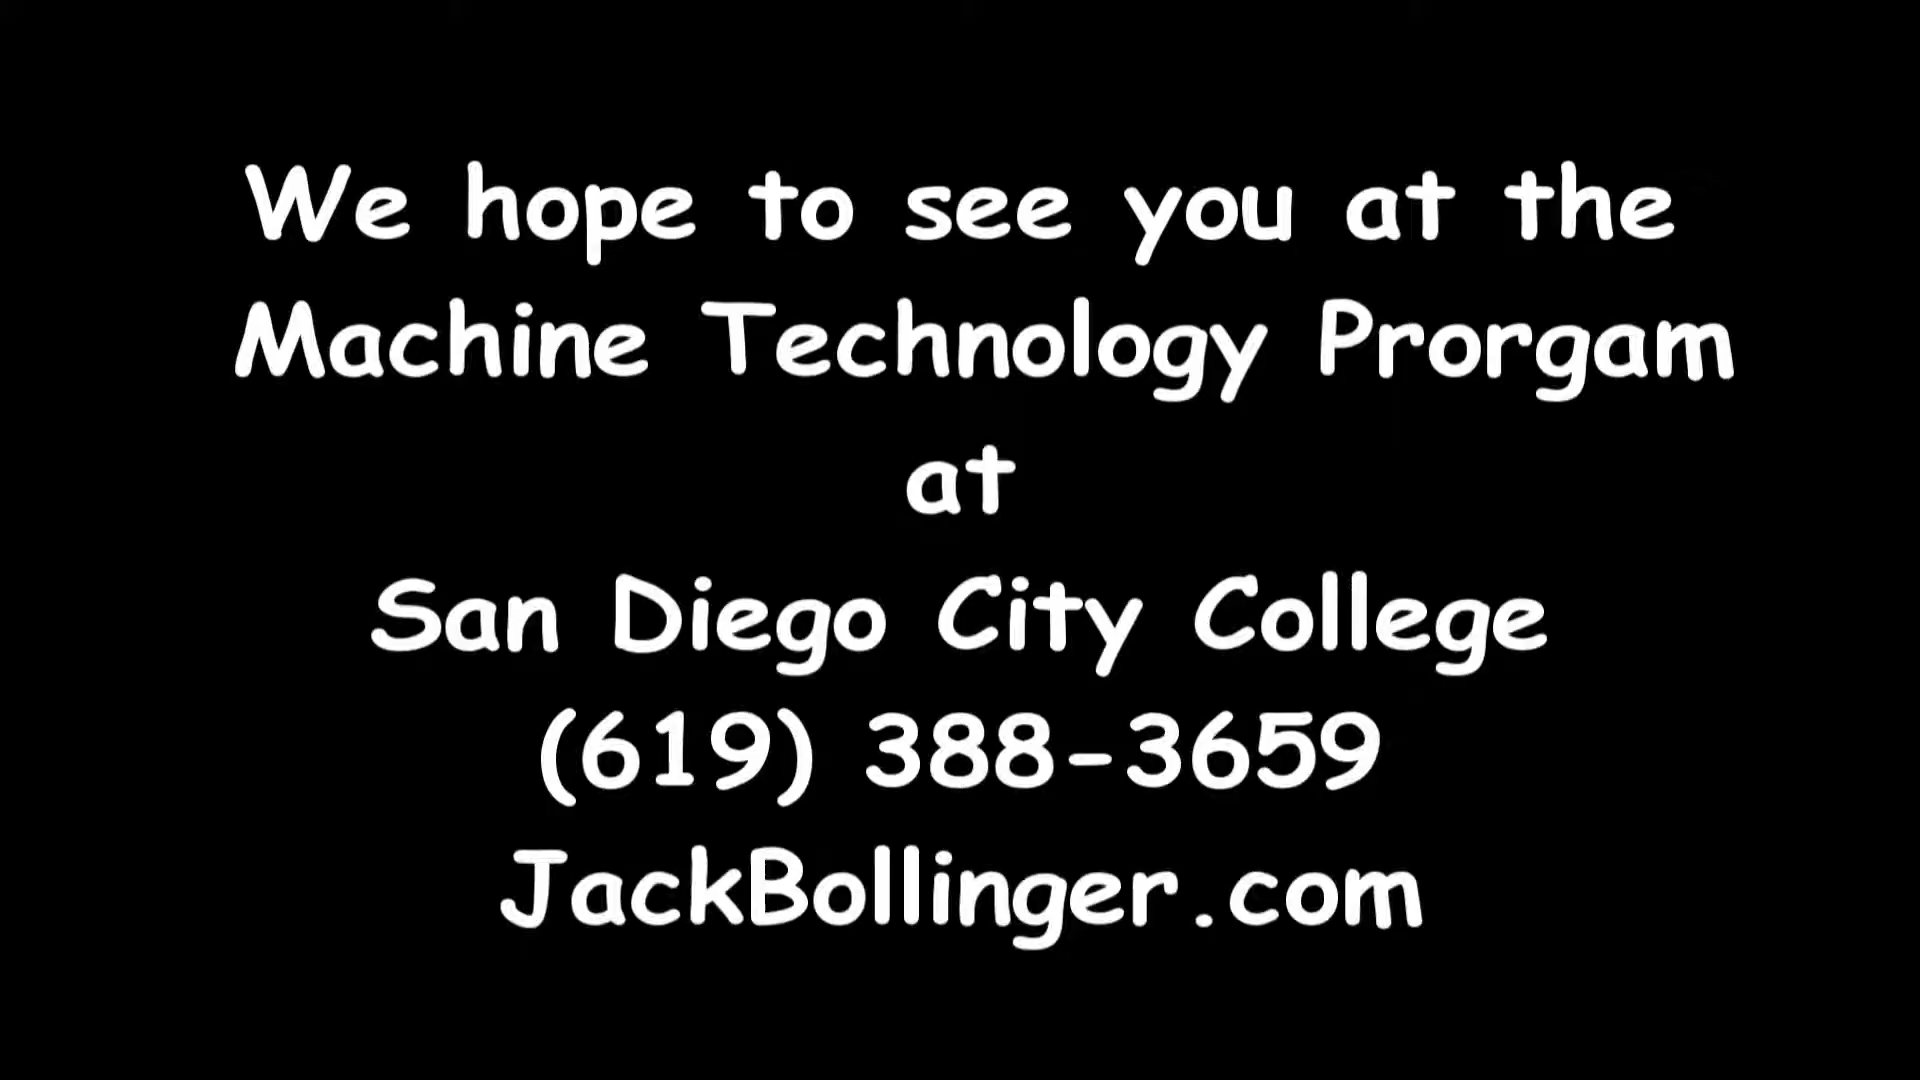 We hope to see you at the
Machine Technology Prorgam
at
San Diego City College
(619) 388-3659
JackBollinger.com